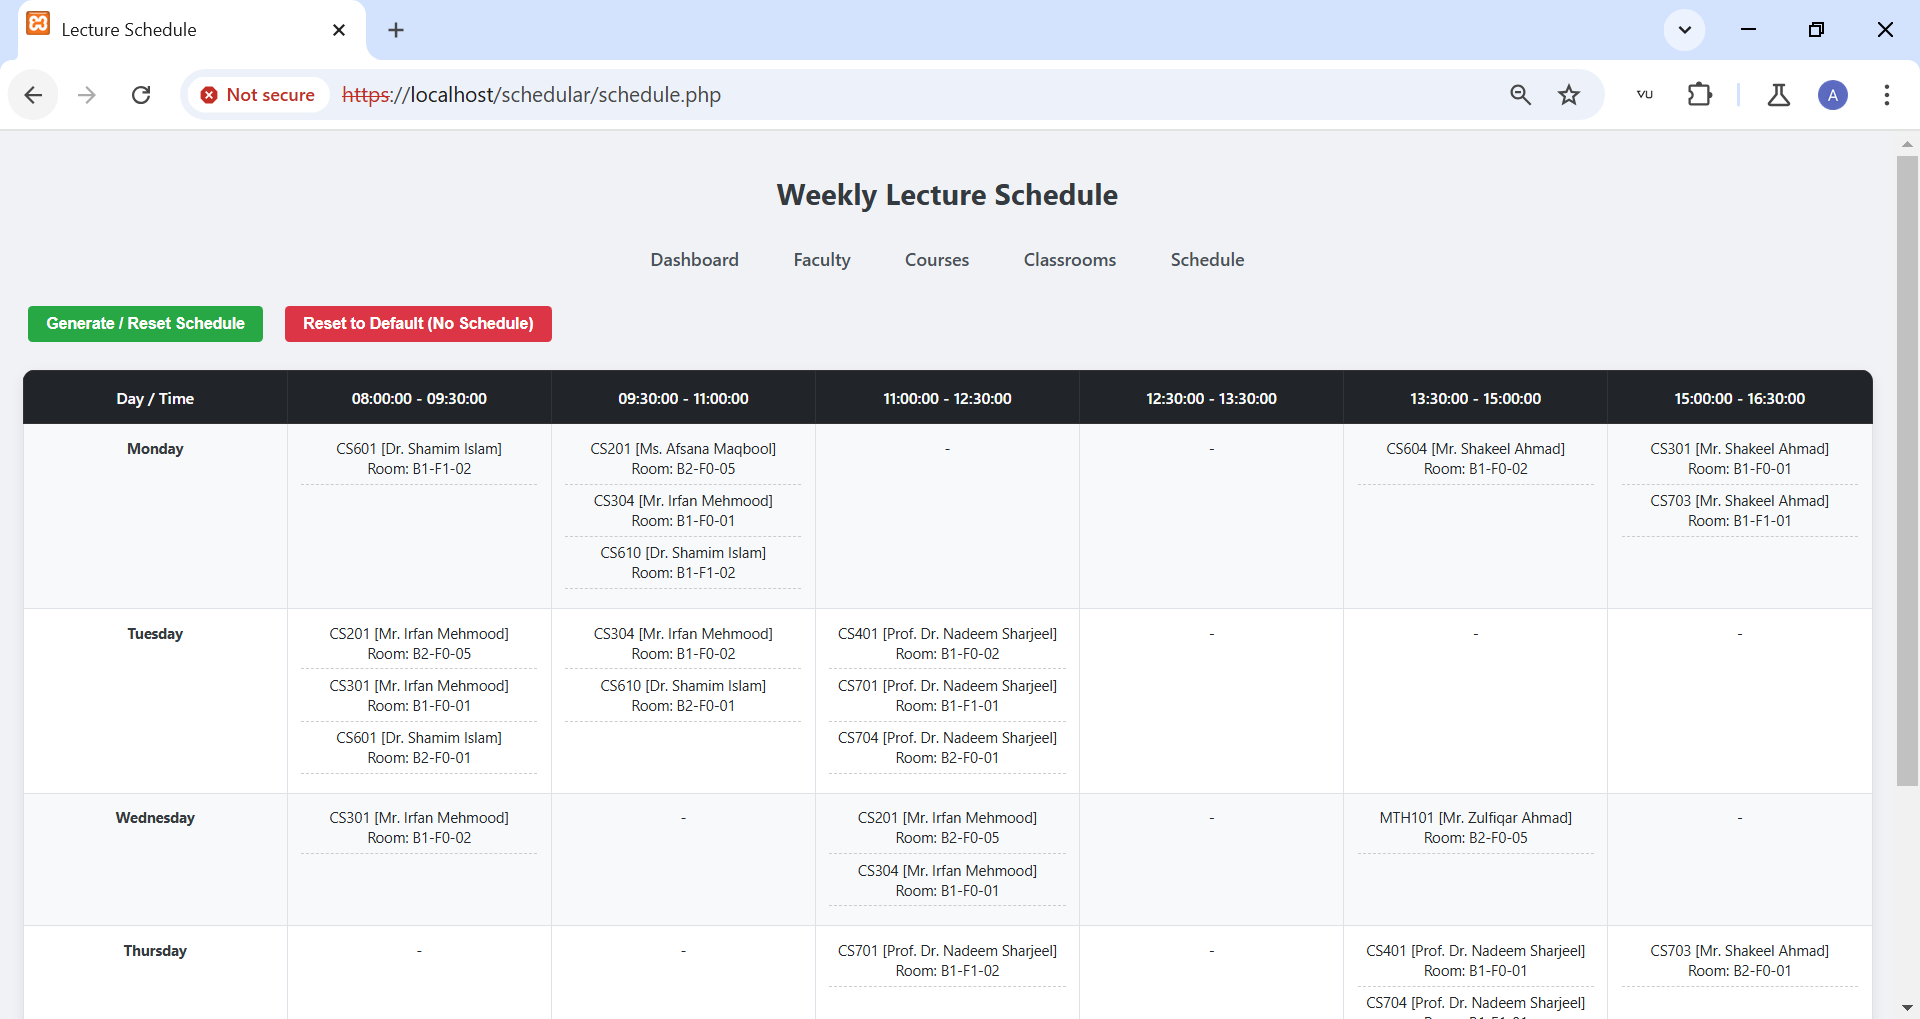 Lecture Schedule
Not secure
https://localhost/schedular/schedule.php
VU
A
Weekly Lecture Schedule
Dashboard Faculty Courses Classrooms Schedule
Generate / Reset Schedule Reset to Default (No Schedule)
Day / Time 08:00:00 - 09:30:00 09:30:00 - 11:00:00 11:00:00 - 12:30:00 12:30:00 - 13:30:00 13:30:00 - 15:00:00 15:00:00 - 16:30:00
Monday CS601 [Dr. Shamim Islam] CS201 [Ms. Afsana Maqbool] - - CS604 [Mr. Shakeel Ahmad] CS301 [Mr. Shakeel Ahmad]
Room: B1-F1-02 Room: B2-F0-05 Room: B1-F0-02 Room: B1-F0-01
CS304 [Mr. Irfan Mehmood] CS703 [Mr. Shakeel Ahmad]
Room: B1-F0-01 Room: B1-F1-01
CS610 [Dr. Shamim Islam]
Room: B1-F1-02
Tuesday CS201 [Mr. Irfan Mehmood] CS304 [Mr. Irfan Mehmood] CS401 [Prof. Dr. Nadeem Sharjeel] - - -
Room: B2-F0-05 Room: B1-F0-02 Room: B1-F0-02
CS301 [Mr. Irfan Mehmood] CS610 [Dr. Shamim Islam] CS701 [Prof. Dr. Nadeem Sharjeel]
Room: B1-F0-01 Room: B2-F0-01 Room: B1-F1-01
CS601 [Dr. Shamim Islam] CS704 [Prof. Dr. Nadeem Sharjeel]
Room: B2-F0-01 Room: B2-F0-01
Wednesday CS301 [Mr. Irfan Mehmood] - CS201 [Mr. Irfan Mehmood] - MTH101 [Mr. Zulfiqar Ahmad] -
Room: B1-F0-02 Room: B2-F0-05 Room: B2-F0-05
CS304 [Mr. Irfan Mehmood]
Room: B1-F0-01
Thursday - - CS701 [Prof. Dr. Nadeem Sharjeel] - CS401 [Prof. Dr. Nadeem Sharjeel] CS703 [Mr. Shakeel Ahmad]
Room: B1-F1-02 Room: B1-F0-01 Room: B2-F0-01
CS704 [Prof. Dr. Nadeem Sharjeel]